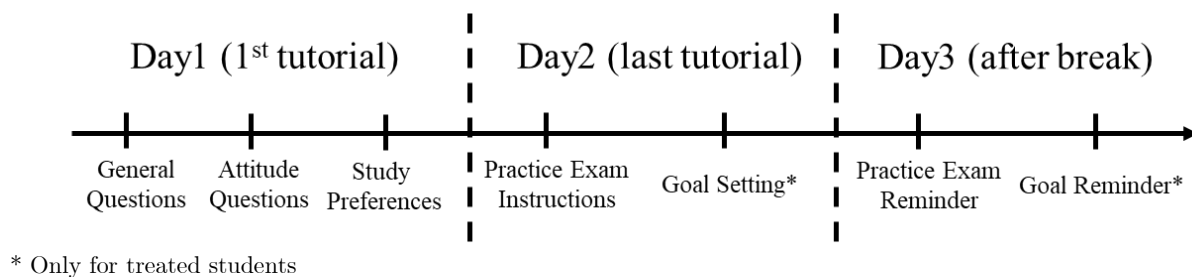 Day1 (1st tutorial)
Day2 (last tutorial)
Day3 (after break)
General
Questions
Attitude
Questions
Study
Preferences
Practice Exam
Instructions
Goal Setting*
Practice Exam
Reminder
Goal Reminder*
* Only for treated students